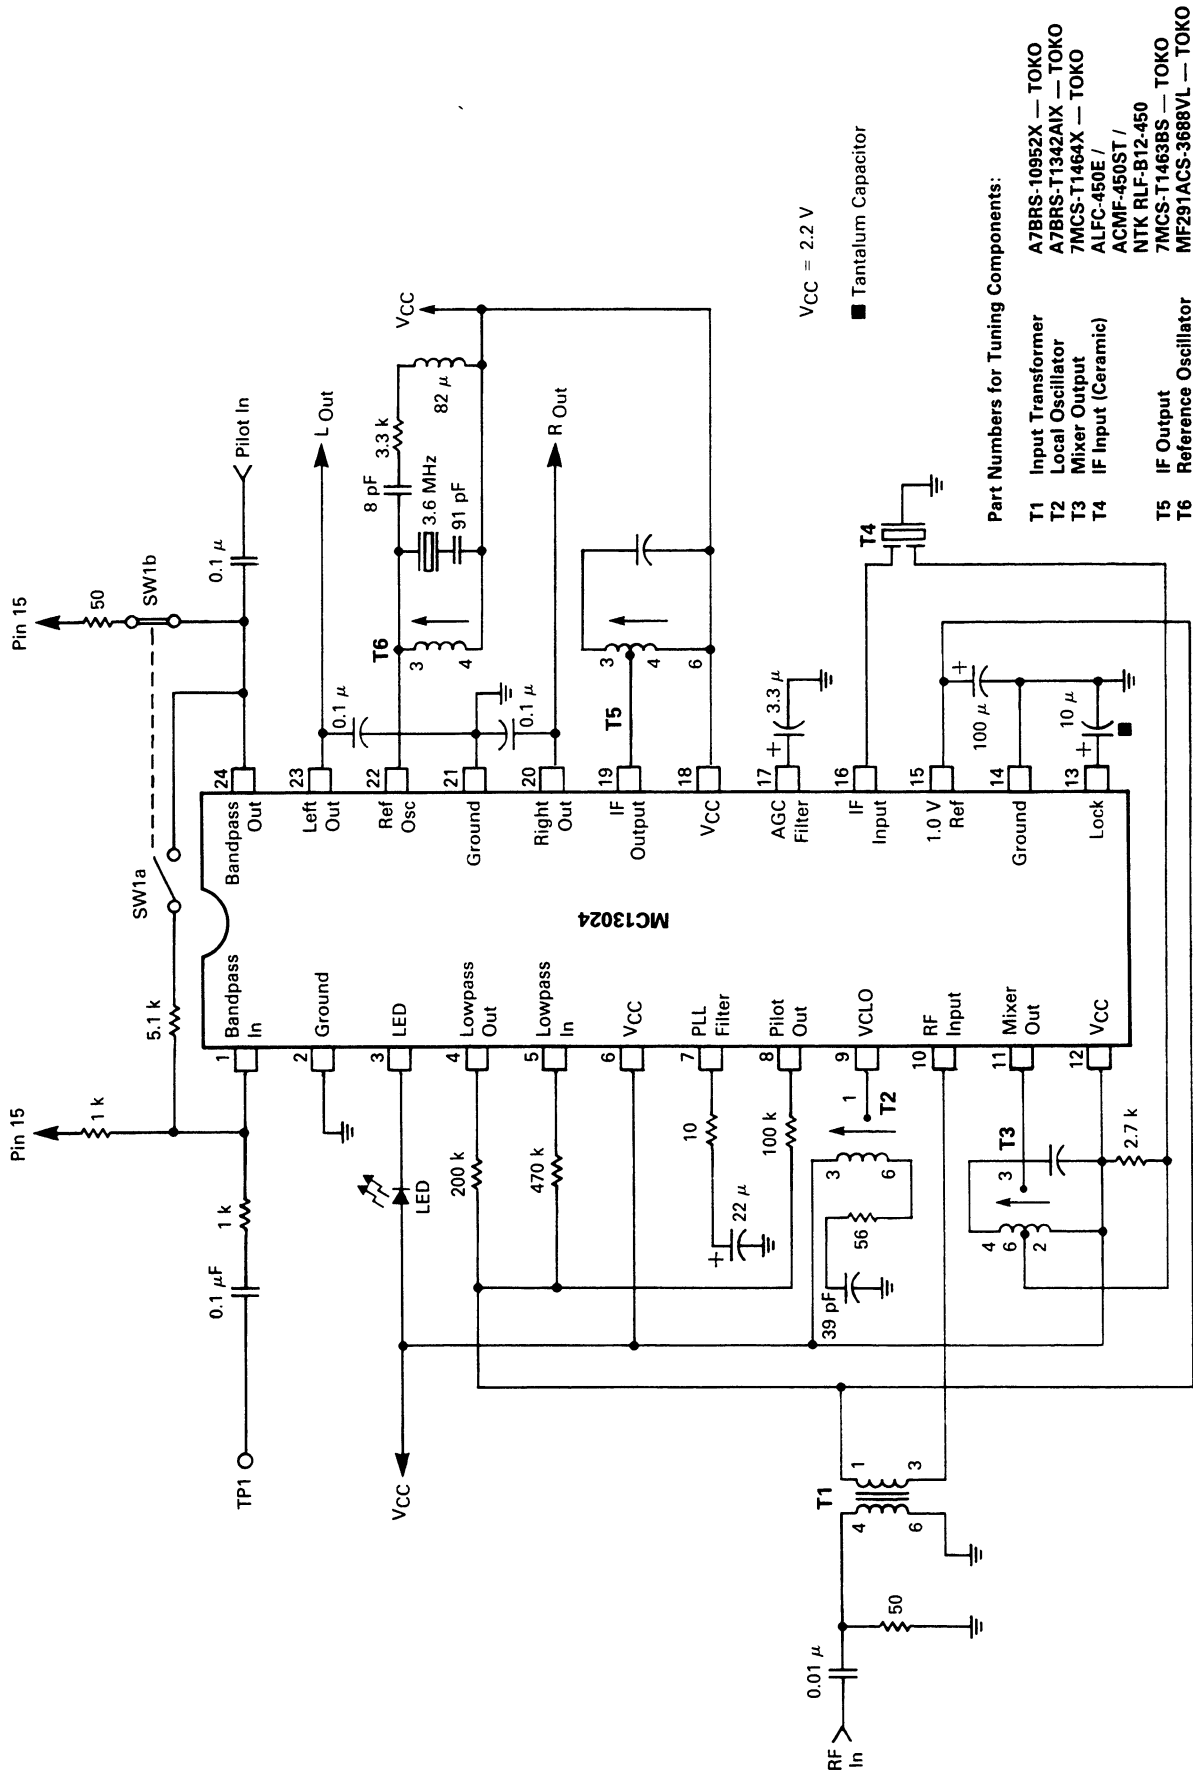 Pin 15
50
SW1b
0.1 μ
Pilot In
SW1a
5.1 k
Pin 15
1 k
1 k
0.1 μF
TP1
L Out
VCC
8 pF
3.3 k
82 μ
3.6 MHz
91 pF
T6
3
4
0.1 μ
0.1 μ
R Out
T5
3
4
6
3.3 μ
+
T4
+
100 μ
10 μ
+
24
23
22
21
20
19
18
17
16
15
14
13
Bandpass
Out
Left
Out
Ref
Osc
Ground
Right
Out
IF
Output
VCC
AGC
Filter
IF
Input
1.0 V
Ref
Ground
Lock
MC13024
Bandpass
In
Ground
LED
Lowpass
Out
Lowpass
In
VCC
PLL
Filter
Pilot
Out
VCLO
RF
Input
Mixer
Out
VCC
1
2
3
4
5
6
7
8
9
10
11
12
LED
200 k
470 k
10
100 k
22 μ
+
1
T2
3
6
56
39 pF
T3
3
4
6
2
2.7 k
VCC
T1
1
3
4
6
50
0.01 μ
RF
In
VCC = 2.2 V
■ Tantalum Capacitor
Part Numbers for Tuning Components:
T1 Input Transformer A7BRS-10952X — TOKO
T2 Local Oscillator A7BRS-T1342AIX — TOKO
T3 Mixer Output 7MCS-T1464X — TOKO
T4 IF Input (Ceramic) ALFC-450E /
ACMF-450ST /
NTK RLF-B12-450
T5 IF Output 7MCS-T1463BS — TOKO
T6 Reference Oscillator MF291ACS-3688VL — TOKO